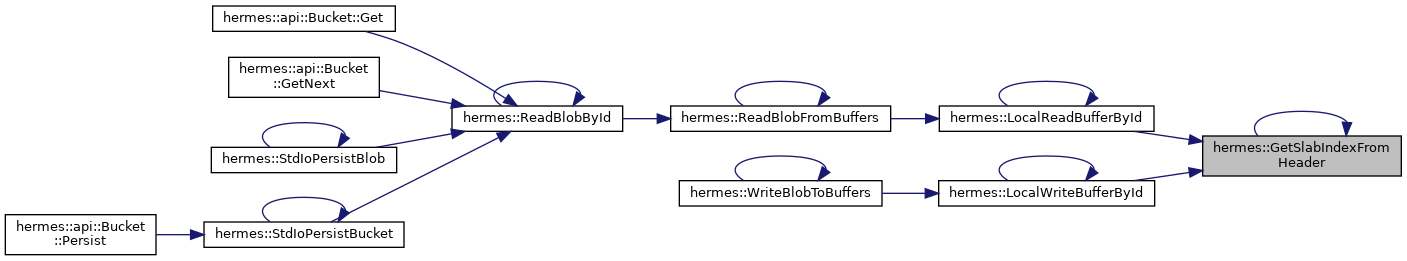 hermes::api::Bucket::Get
hermes::api::Bucket
::GetNext
hermes::ReadBlobById
hermes::ReadBlobFromBuffers
hermes::LocalReadBufferById
hermes::GetSlabIndexFrom
Header
hermes::StdIoPersistBlob
hermes::WriteBlobToBuffers
hermes::LocalWriteBufferById
hermes::api::Bucket
::Persist
hermes::StdIoPersistBucket